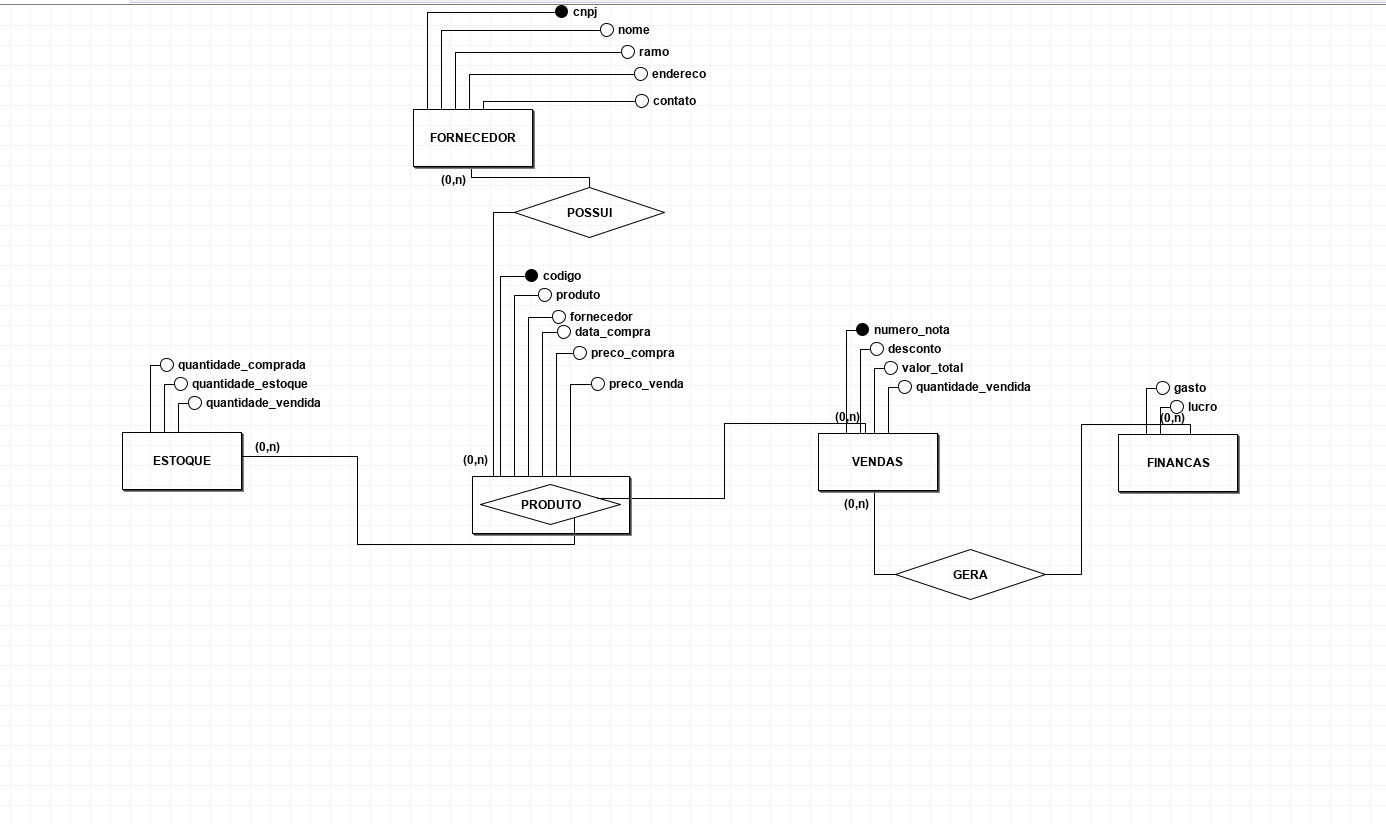 cnpj
nome
ramo
endereco
contato
FORNECEDOR
(0,n)
POSSUI
codigo
produto
fornecedor
data_compra
preco_compra
preco_venda
(0,n)
PRODUTO
quantidade_comprada
quantidade_estoque
quantidade_vendida
ESTOQUE
(0,n)
numero_nota
desconto
valor_total
quantidade_vendida
(0,n)
VENDAS
(0,n)
GERA
gasto
lucro
(0,n)
FINANCAS